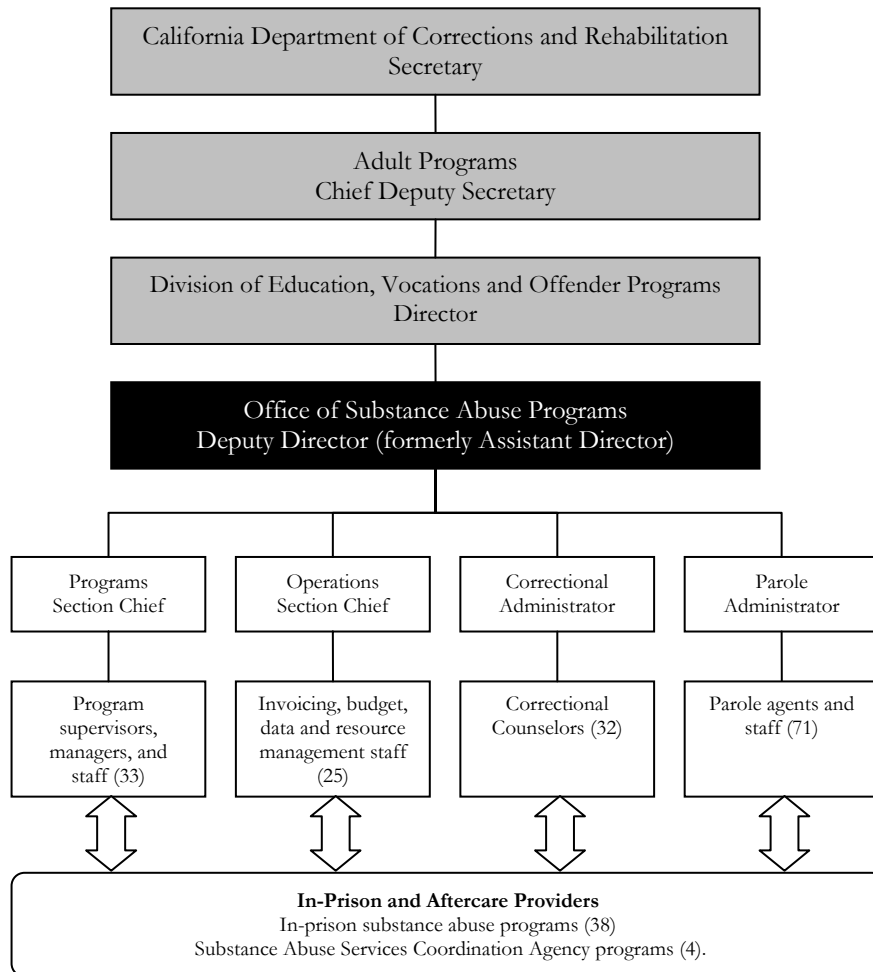 California Department of Corrections and Rehabilitation
Secretary
Adult Programs
Chief Deputy Secretary
Division of Education, Vocations and Offender Programs
Director
Office of Substance Abuse Programs
Deputy Director (formerly Assistant Director)
Programs
Section Chief
Operations
Section Chief
Correctional
Administrator
Parole
Administrator
Program
supervisors,
managers, and
staff (33)
Invoicing, budget,
data and resource
management staff
(25)
Correctional
Counselors (32)
Parole agents and
staff (71)
In-Prison and Aftercare Providers
In-prison substance abuse programs (38)
Substance Abuse Services Coordination Agency programs (4).